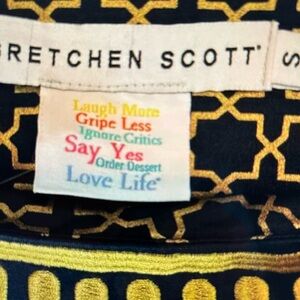 GRETCHEN SCOTT® S
Laugh More
Gripe Less
Ignore Critics
Say Yes
Order Dessert
Love Life®